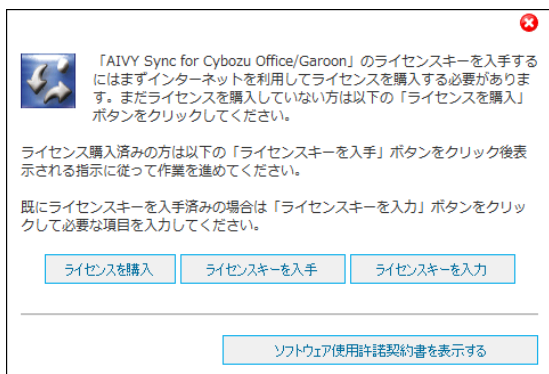 「AIVY Sync for Cybozu Office/Garoon」のライセンスキーを入手する
にはまずインターネットを利用してライセンスを購入する必要がありま
す。まだライセンスを購入していない方は以下の「ライセンスを購入」
ボタンをクリックしてください。
ライセンス購入済みの方は以下の「ライセンスキーを入手」ボタンをクリック後表
示される指示に従って作業を進めてください。
既にライセンスキーを入手済みの場合は「ライセンスキーを入力」ボタンをクリッ
クして必要な項目を入力してください。
ライセンスを購入 ライセンスキーを入手 ライセンスキーを入力
ソフトウェア使用許諾契約書を表示する